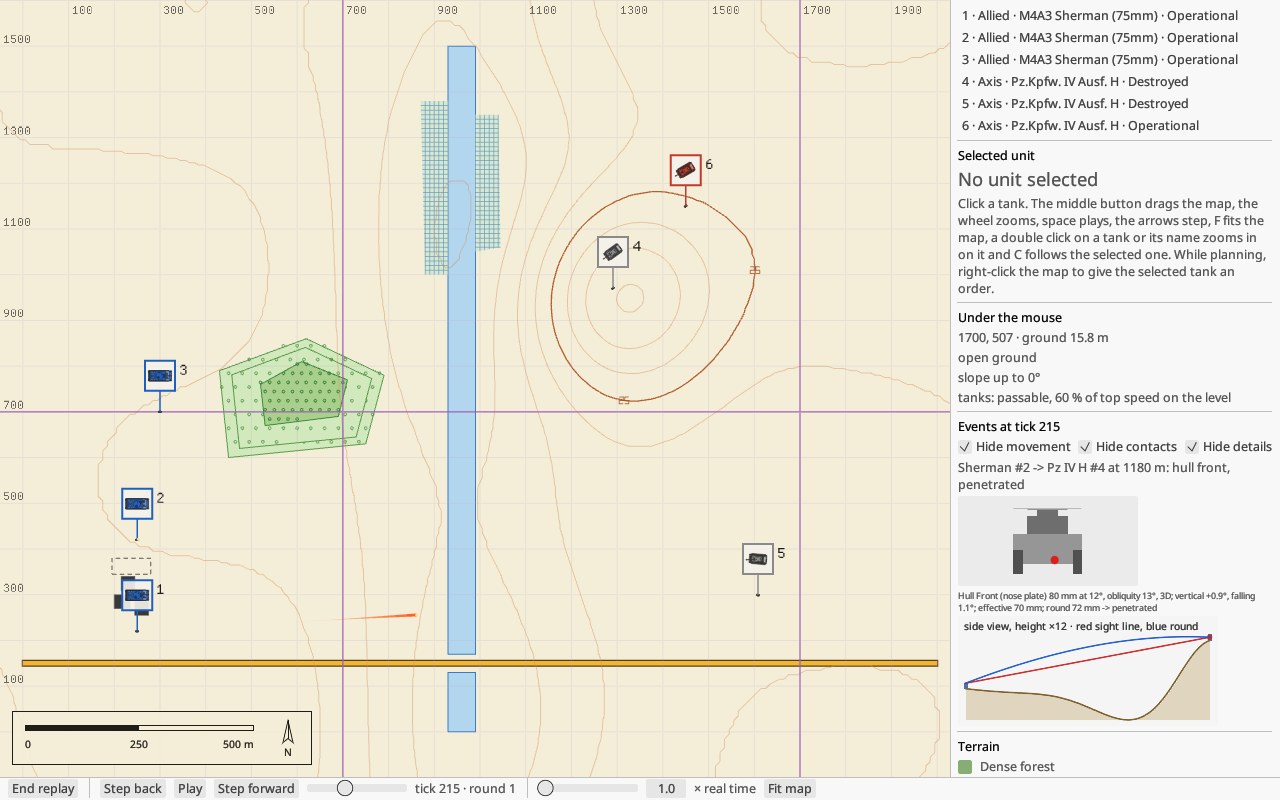 100 300 500 700 900 1100 1300 1500 1700 1900
1500
1300
1100
900
700
500
300
100
6
4
3
2
5
1
25
25
0 250 500 m
N
1 · Allied · M4A3 Sherman (75mm) · Operational
2 · Allied · M4A3 Sherman (75mm) · Operational
3 · Allied · M4A3 Sherman (75mm) · Operational
4 · Axis · Pz.Kpfw. IV Ausf. H · Destroyed
5 · Axis · Pz.Kpfw. IV Ausf. H · Destroyed
6 · Axis · Pz.Kpfw. IV Ausf. H · Operational
Selected unit
No unit selected
Click a tank. The middle button drags the map, the
wheel zooms, space plays, the arrows step, F fits the
map, a double click on a tank or its name zooms in
on it and C follows the selected one. While planning,
right-click the map to give the selected tank an
order.
Under the mouse
1700, 507 · ground 15.8 m
open ground
slope up to 0°
tanks: passable, 60 % of top speed on the level
Events at tick 215
Hide movement Hide contacts Hide details
Sherman #2 -> Pz IV H #4 at 1180 m: hull front,
penetrated
Hull Front (nose plate) 80 mm at 12°, obliquity 13°, 3D; vertical +0.9°, falling
1.1°; effective 70 mm; round 72 mm -> penetrated
side view, height ×12 · red sight line, blue round
Terrain
Dense forest
End replay Step back Play Step forward tick 215 · round 1 1.0 × real time Fit map